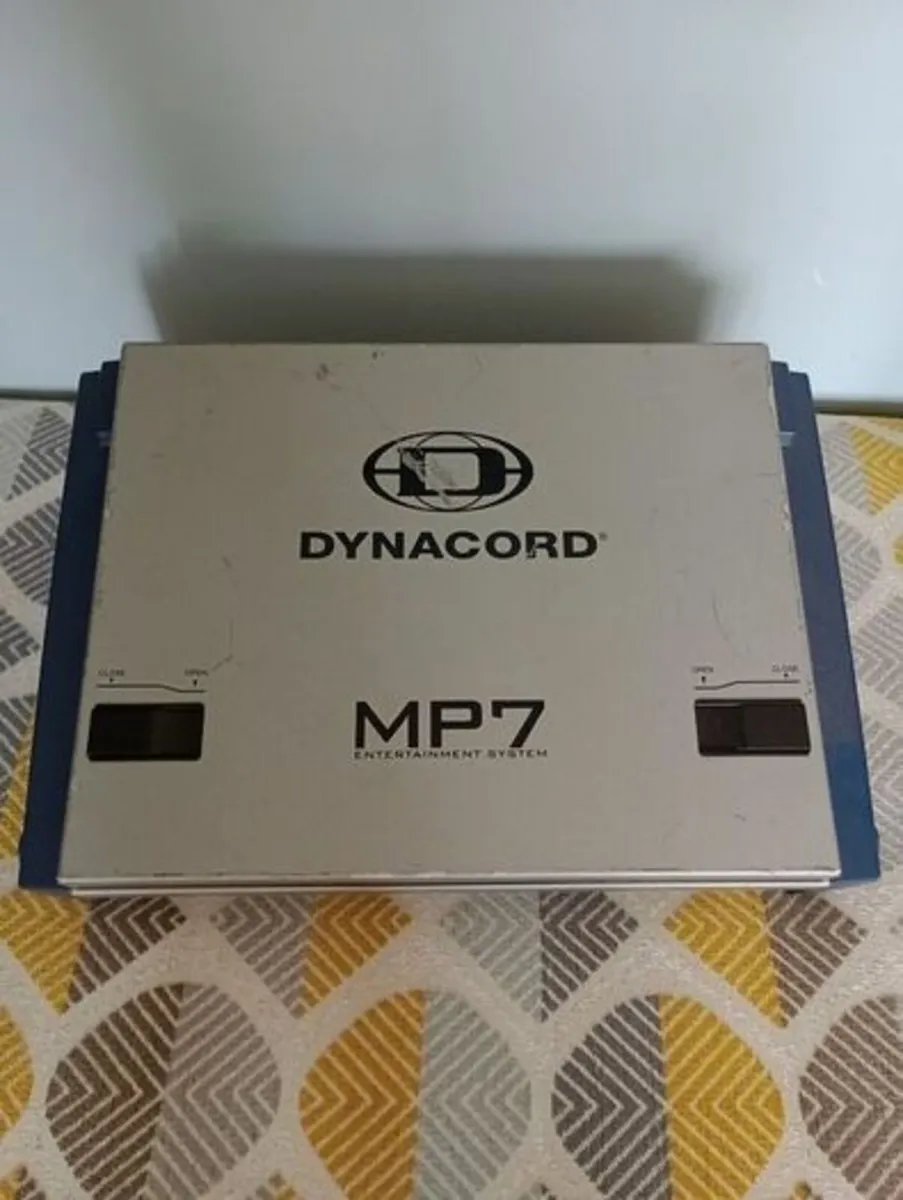 D
DYNACORD®
CLOSE OPEN OPEN CLOSE
MP7
ENTERTAINMENT SYSTEM